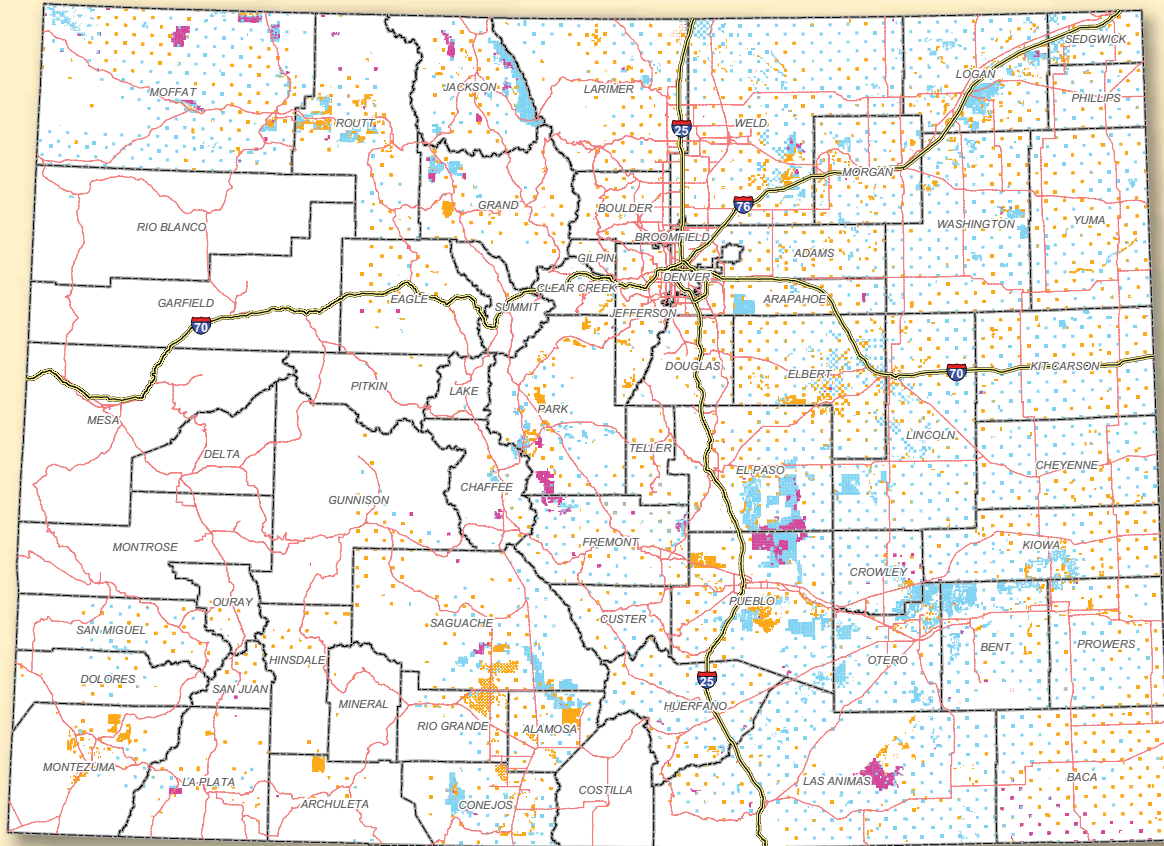 SEDGWICK
LOGAN
MOFFAT
JACKSON
LARIMER
PHILLIPS
ROUTT
WELD
25
MORGAN
76
GRAND
BOULDER
YUMA
RIO BLANCO
WASHINGTON
BROOMFIELD
ADAMS
GILPIN
DENVER
CLEAR CREEK
EAGLE
ARAPAHOE
GARFIELD
SUMMIT
JEFFERSON
70
DOUGLAS
KIT CARSON
70
ELBERT
PITKIN
LAKE
PARK
MESA
LINCOLN
TELLER
DELTA
CHEYENNE
EL PASO
CHAFFEE
GUNNISON
FREMONT
KIOWA
MONTROSE
CROWLEY
OURAY
PUEBLO
CUSTER
SAGUACHE
SAN MIGUEL
BENT
PROWERS
HINSDALE
OTERO
DOLORES
25
SAN JUAN
MINERAL
HUERFANO
RIO GRANDE
ALAMOSA
MONTEZUMA
LA PLATA
LAS ANIMAS
BACA
COSTILLA
ARCHULETA
CONEJOS